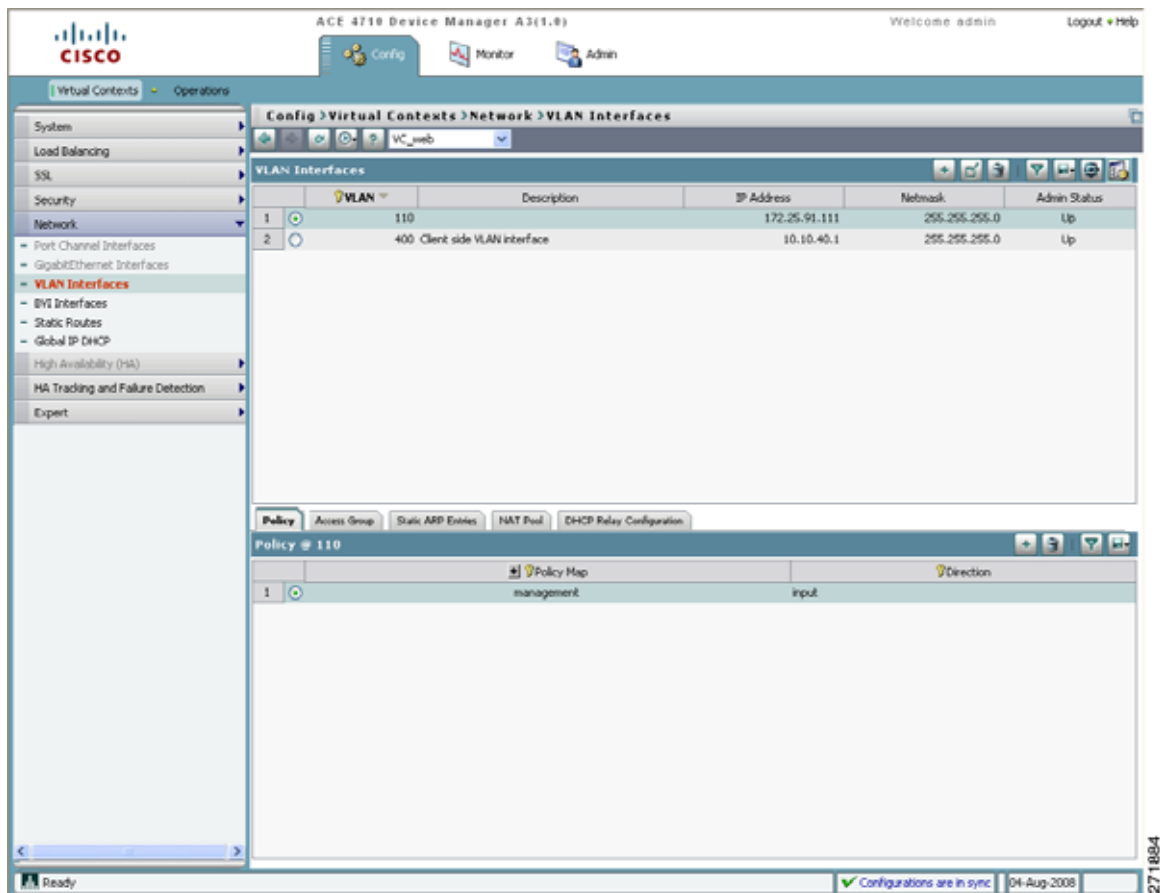 ACE 4710 Device Manager A3(1.0)
Welcome admin
Logout Help
CISCO
Config
Monitor
Admin
Virtual Contexts
Operations
Config > Virtual Contexts > Network > VLAN Interfaces
VC_web
System
Load Balancing
SSL
Security
Network
Port Channel Interfaces
GigabitEthernet Interfaces
VLAN Interfaces
BVI Interfaces
Static Routes
Global IP DHCP
High Availability (HA)
HA Tracking and Failure Detection
Expert
VLAN Interfaces
VLAN Description IP Address Netmask Admin Status
1 110 172.25.91.111 255.255.255.0 Up
2 400 Client side VLAN interface 10.10.40.1 255.255.255.0 Up
Policy
Access Group
Static ARP Entries
NAT Pool
DHCP Relay Configuration
Policy @ 110
Policy Map Direction
1 management input
Ready
Configurations are in sync
04-Aug-2008
271884